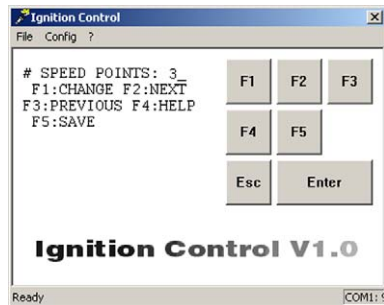 Ignition Control
File Config ?
# SPEED POINTS: 3_
F1:CHANGE F2:NEXT
F3:PREVIOUS F4:HELP
F5:SAVE
F1 F2 F3
F4 F5
Esc Enter
Ignition Control V1.0
Ready COM1: